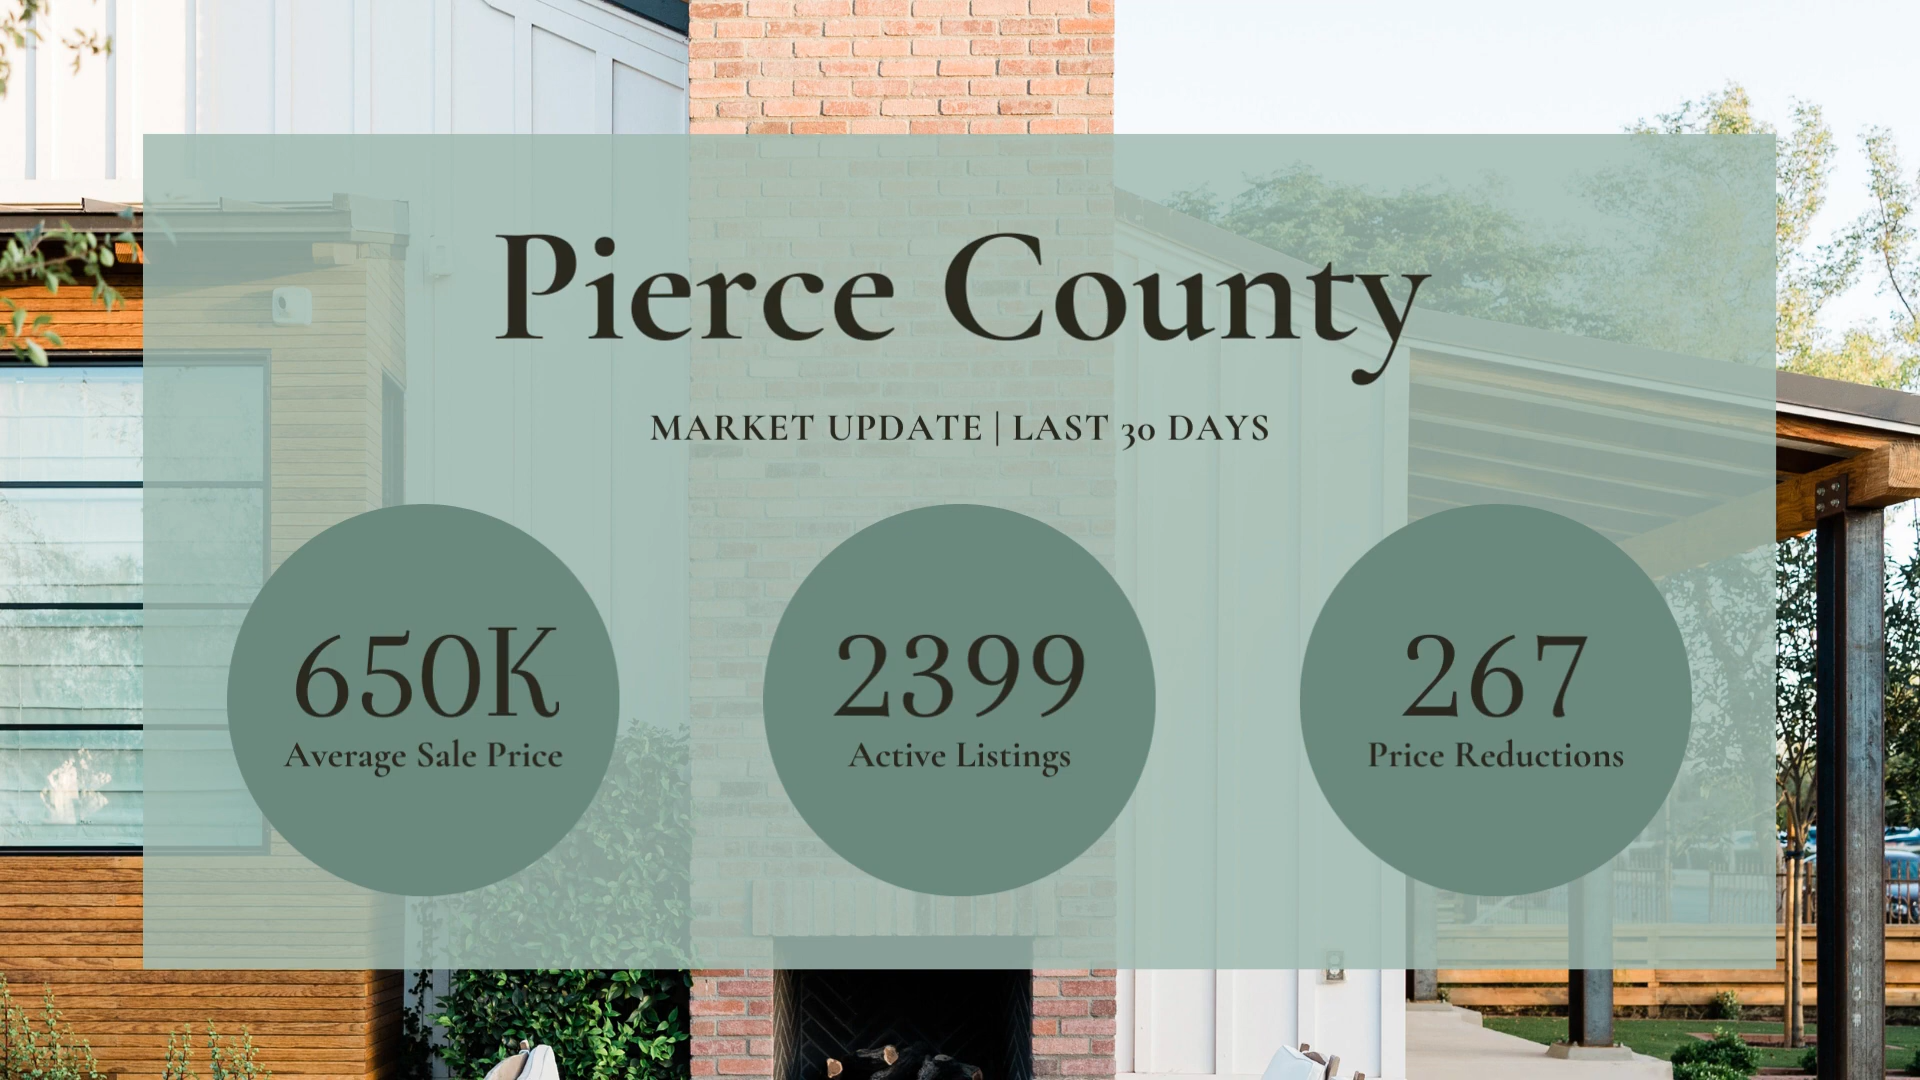 Pierce County
MARKET UPDATE | LAST 30 DAYS
650K
Average Sale Price
2399
Active Listings
267
Price Reductions